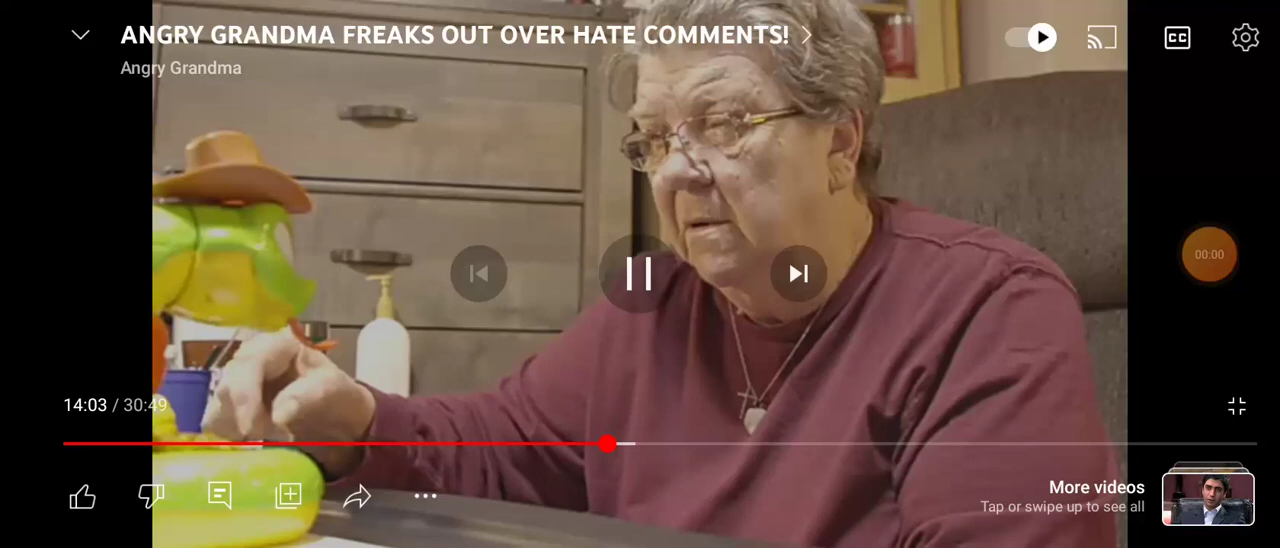 ANGRY GRANDMA FREAKS OUT OVER HATE COMMENTS!
Angry Grandma
CC
00:00
14:03 / 30:49
More videos
Tap or swipe up to see all